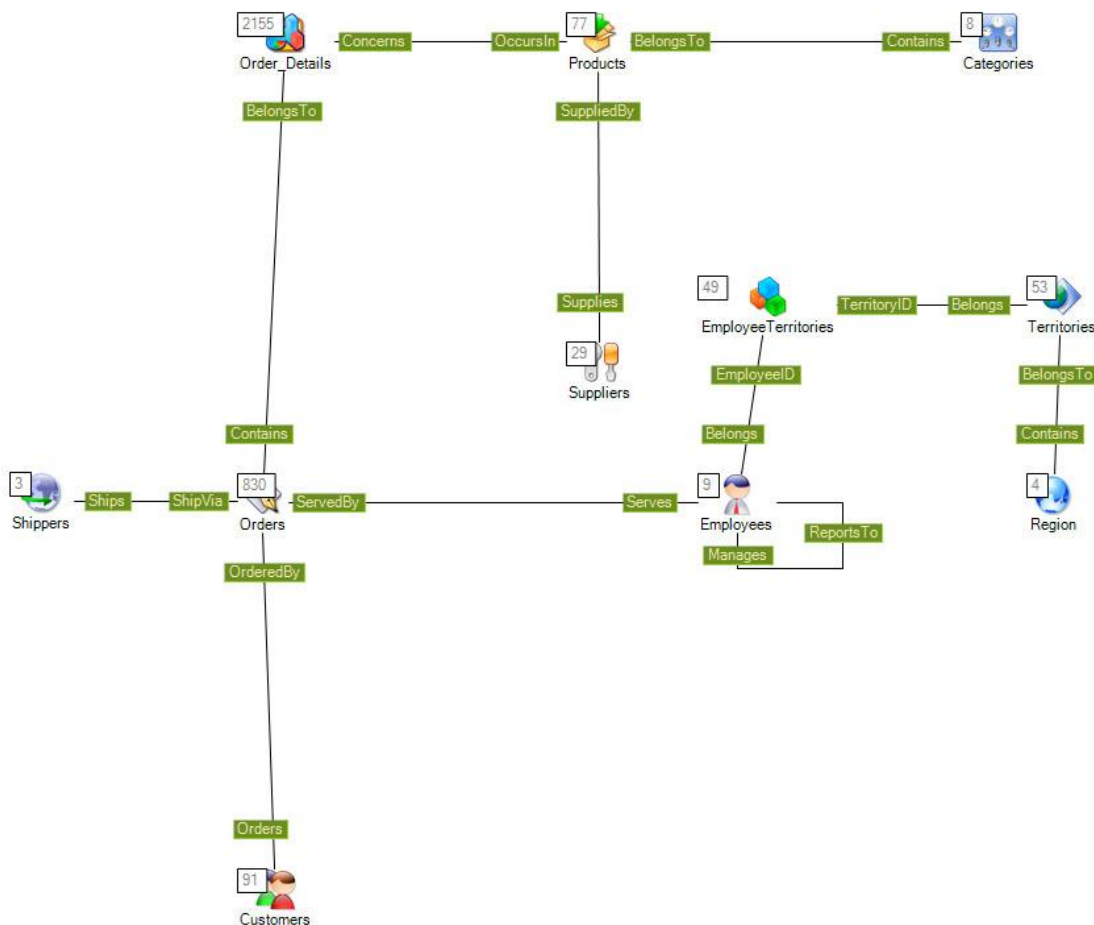 2155
77
8
Concerns
OccursIn
BelongsTo
Contains
Order_Details
Products
Categories
BelongsTo
SuppliedBy
49
53
Supplies
TerritoryID
Belongs
EmployeeTerritories
Territories
29
EmployeeID
BelongsTo
Suppliers
Contains
Belongs
Contains
3
830
9
4
Ships
ShipVia
ServedBy
Serves
Shippers
Orders
Employees
Region
ReportsTo
Manages
OrderedBy
Orders
91
Customers